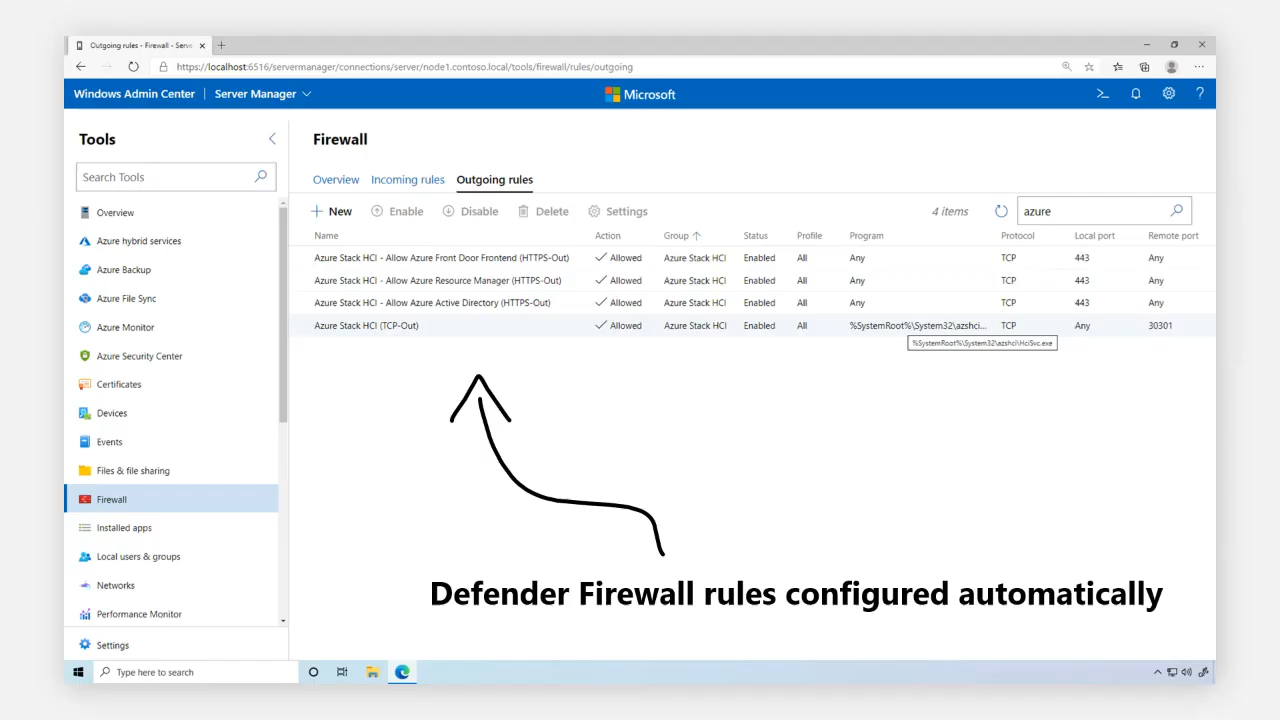 Outgoing rules - Firewall - Serve
https://localhost:6516/servermanager/connections/server/node1.contoso.local/tools/firewall/rules/outgoing
Windows Admin Center | Server Manager
Microsoft
?
Tools
Search Tools
Overview
Azure hybrid services
Azure Backup
Azure File Sync
Azure Monitor
Azure Security Center
Certificates
Devices
Events
Files & file sharing
Firewall
Installed apps
Local users & groups
Networks
Performance Monitor
Settings
Firewall
Overview Incoming rules Outgoing rules
New Enable Disable Delete Settings 4 items azure
Name Action Group Status Profile Program Protocol Local port Remote port
Azure Stack HCI - Allow Azure Front Door Frontend (HTTPS-Out) Allowed Azure Stack HCI Enabled All Any TCP 443 Any
Azure Stack HCI - Allow Azure Resource Manager (HTTPS-Out) Allowed Azure Stack HCI Enabled All Any TCP 443 Any
Azure Stack HCI - Allow Azure Active Directory (HTTPS-Out) Allowed Azure Stack HCI Enabled All Any TCP 443 Any
Azure Stack HCI (TCP-Out) Allowed Azure Stack HCI Enabled All %SystemRoot%\System32\azshci... TCP Any 30301
%SystemRoot%\System32\azshci\HciSvc.exe
Defender Firewall rules configured automatically
Type here to search